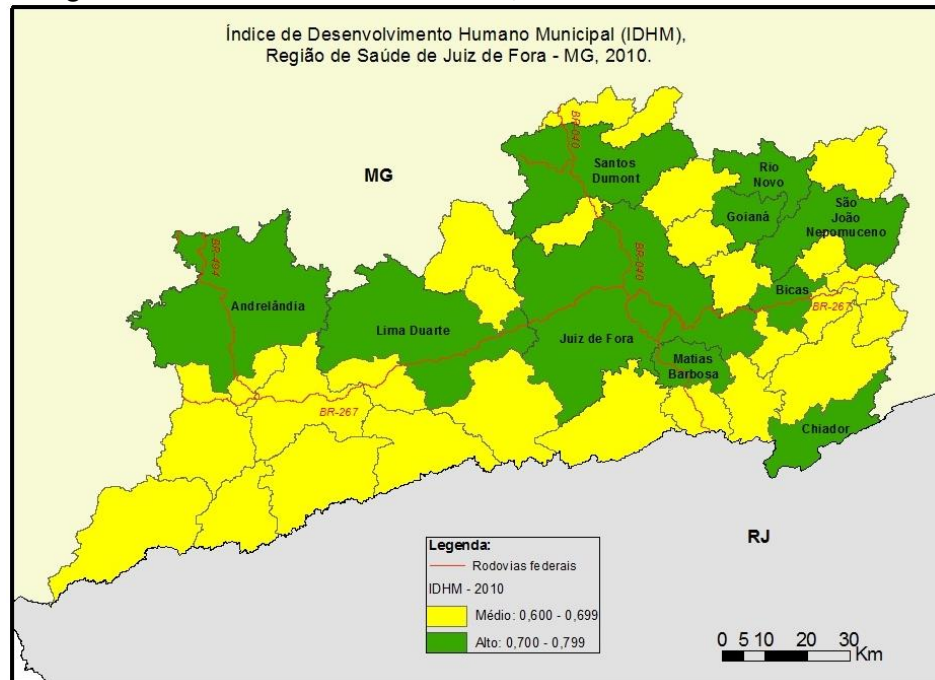 Índice de Desenvolvimento Humano Municipal (IDHM),
Região de Saúde de Juiz de Fora - MG, 2010.
BR-040
MG
Santos
Dumont
Rio
Novo
Goianá
São
João
Nepomuceno
BR-494
BR-040
Andrelândia
Bicas
BR-267
Lima Duarte
Juiz de Fora
Matias
Barbosa
BR-267
Chiador
RJ
Legenda:
Rodovias federais
IDHM - 2010
Médio: 0,600 - 0,699
Alto: 0,700 - 0,799
0 5 10 20 30
Km